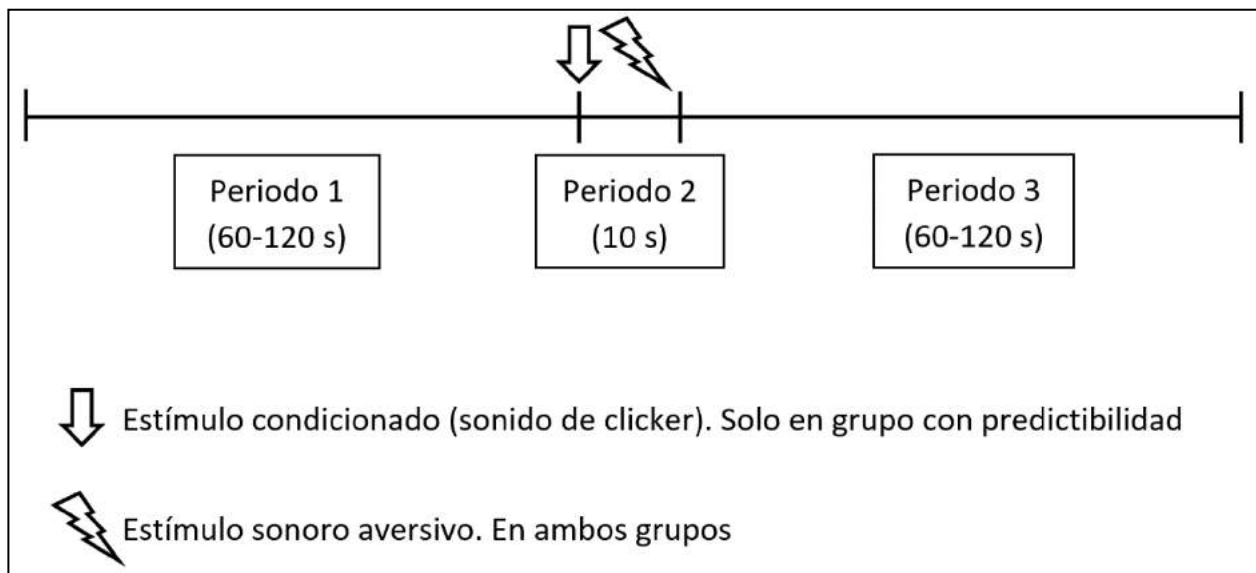 Periodo 1
(60-120 s)
Periodo 2
(10 s)
Periodo 3
(60-120 s)
Estímulo condicionado (sonido de clicker). Solo en grupo con predictibilidad
Estímulo sonoro aversivo. En ambos grupos